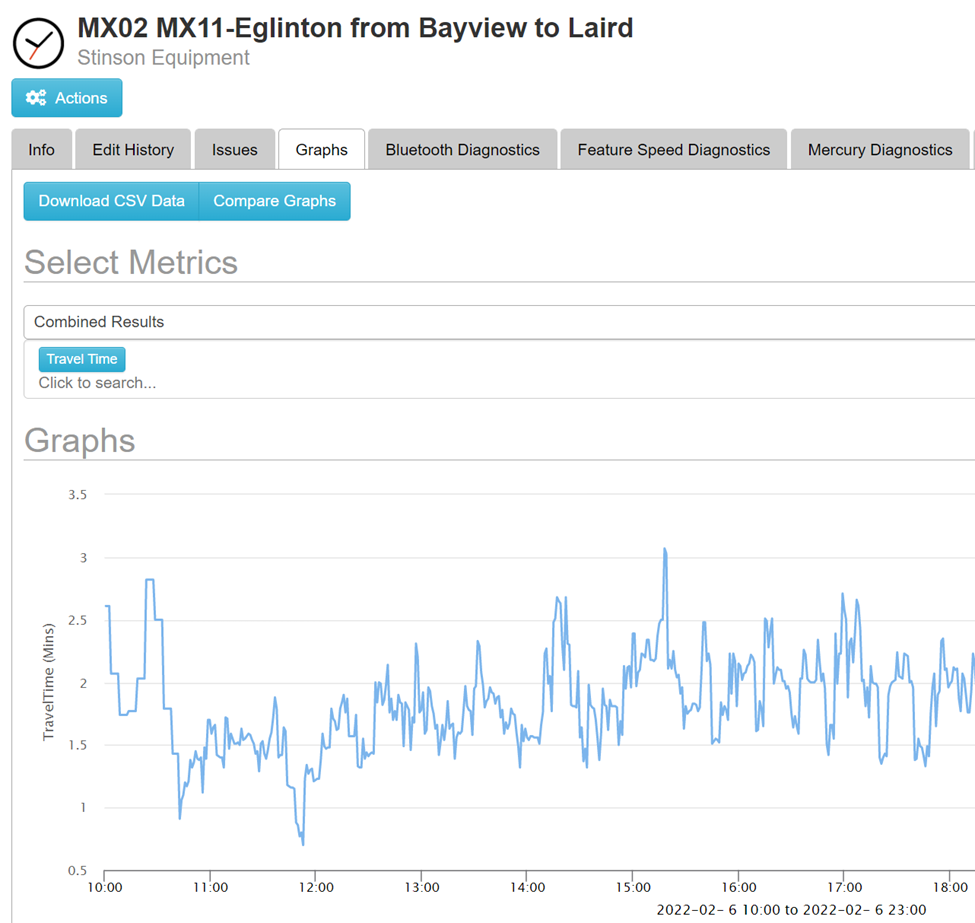 MX02 MX11-Eglinton from Bayview to Laird
Stinson Equipment
Actions
Info Edit History Issues Graphs Bluetooth Diagnostics Feature Speed Diagnostics Mercury Diagnostics
Download CSV Data Compare Graphs
Select Metrics
Combined Results
Travel Time
Click to search...
Graphs
3.5
3
2.5
2
1.5
1
0.5
TravelTime (Mins)
10:00 11:00 12:00 13:00 14:00 15:00 16:00 17:00 18:00
2022-02- 6 10:00 to 2022-02- 6 23:00